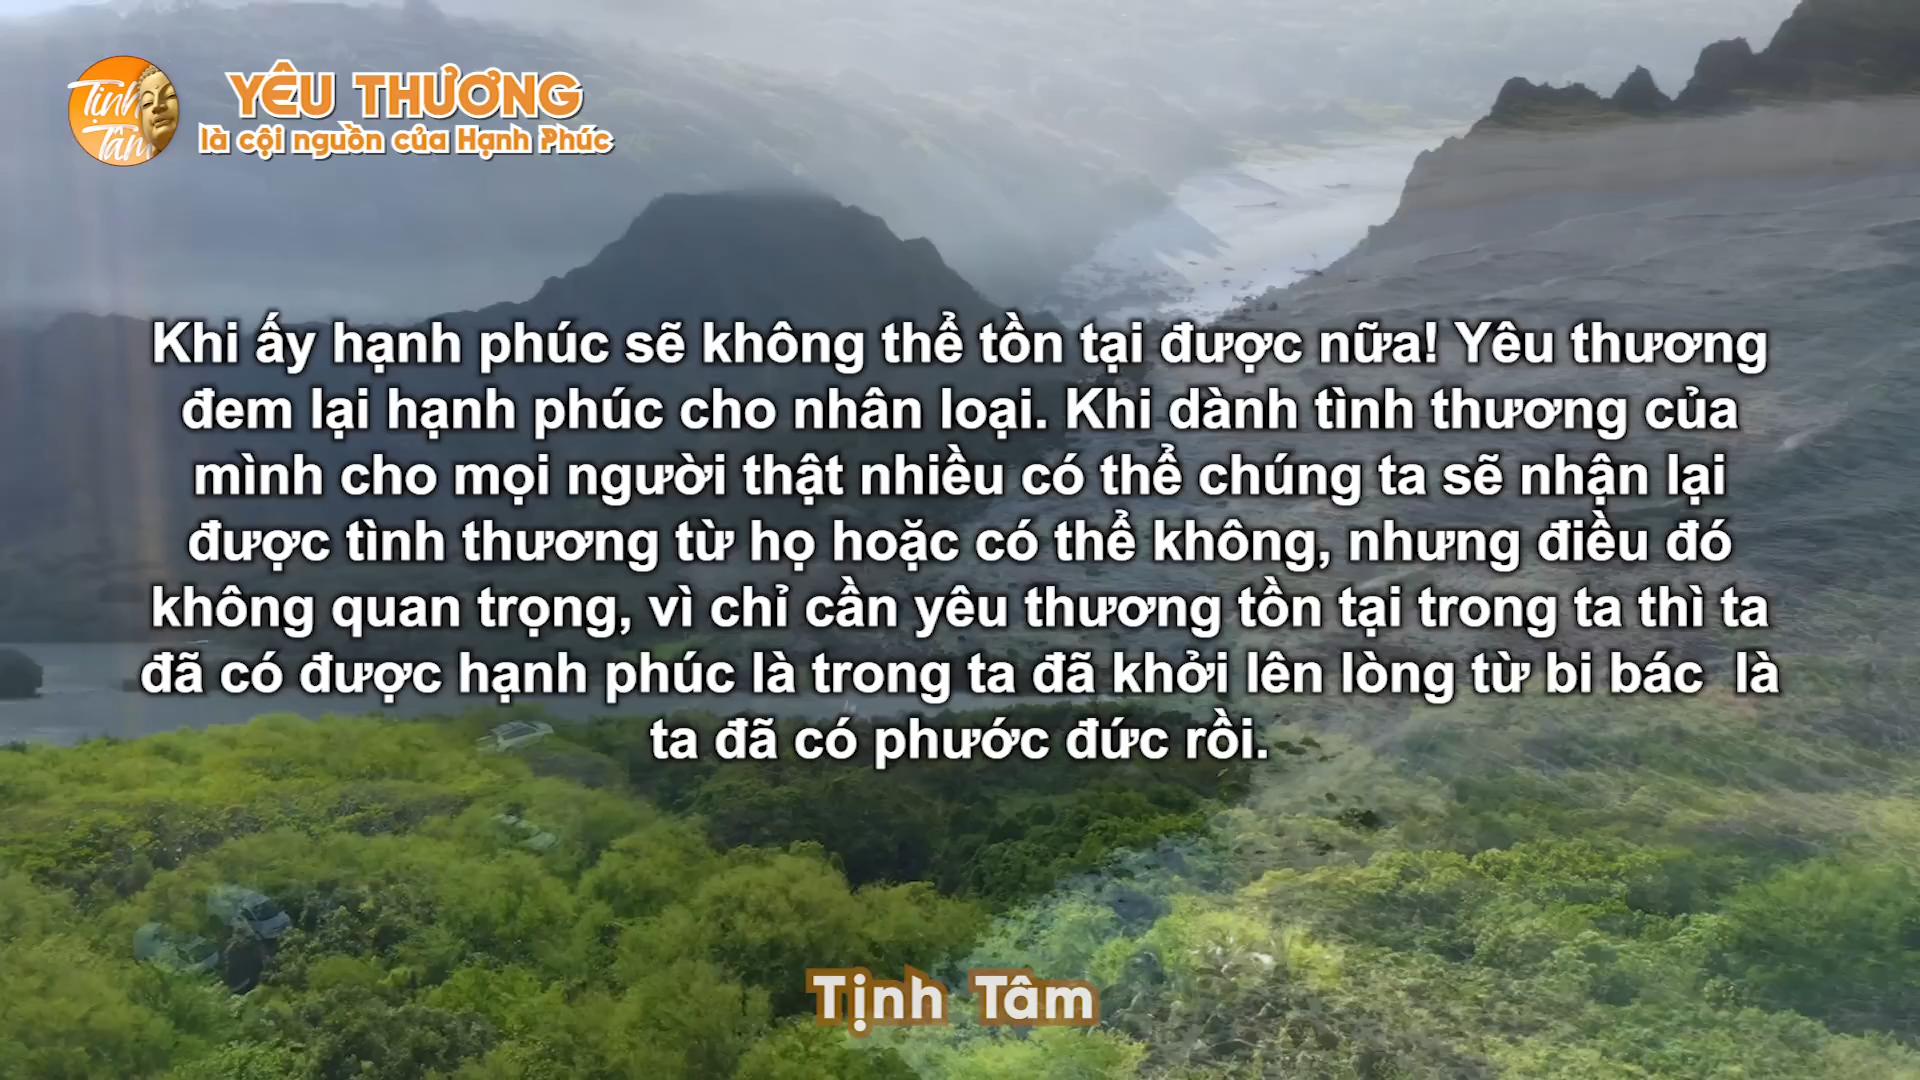 Tịnh
Tâm
YÊU THƯƠNG
là cội nguồn của Hạnh Phúc
Khi ấy hạnh phúc sẽ không thể tồn tại được nữa! Yêu thương
đem lại hạnh phúc cho nhân loại. Khi dành tình thương của
mình cho mọi người thật nhiều có thể chúng ta sẽ nhận lại
được tình thương từ họ hoặc có thể không, nhưng điều đó
không quan trọng, vì chỉ cần yêu thương tồn tại trong ta thì ta
đã có được hạnh phúc là trong ta đã khởi lên lòng từ bi bác  là
ta đã có phước đức rồi.
Tịnh Tâm